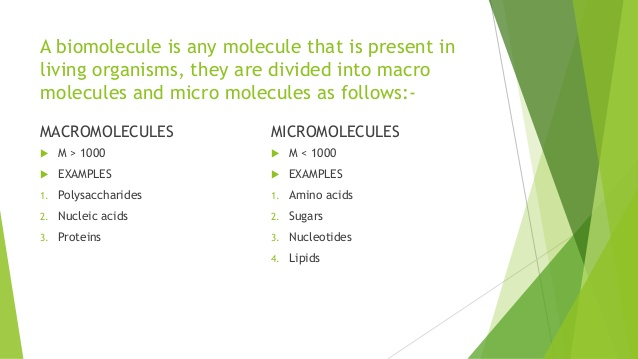 A biomolecule is any molecule that is present in
living organisms, they are divided into macro
molecules and micro molecules as follows:-
MACROMOLECULES
M > 1000
EXAMPLES
1. Polysaccharides
2. Nucleic acids
3. Proteins
MICROMOLECULES
M < 1000
EXAMPLES
1. Amino acids
2. Sugars
3. Nucleotides
4. Lipids